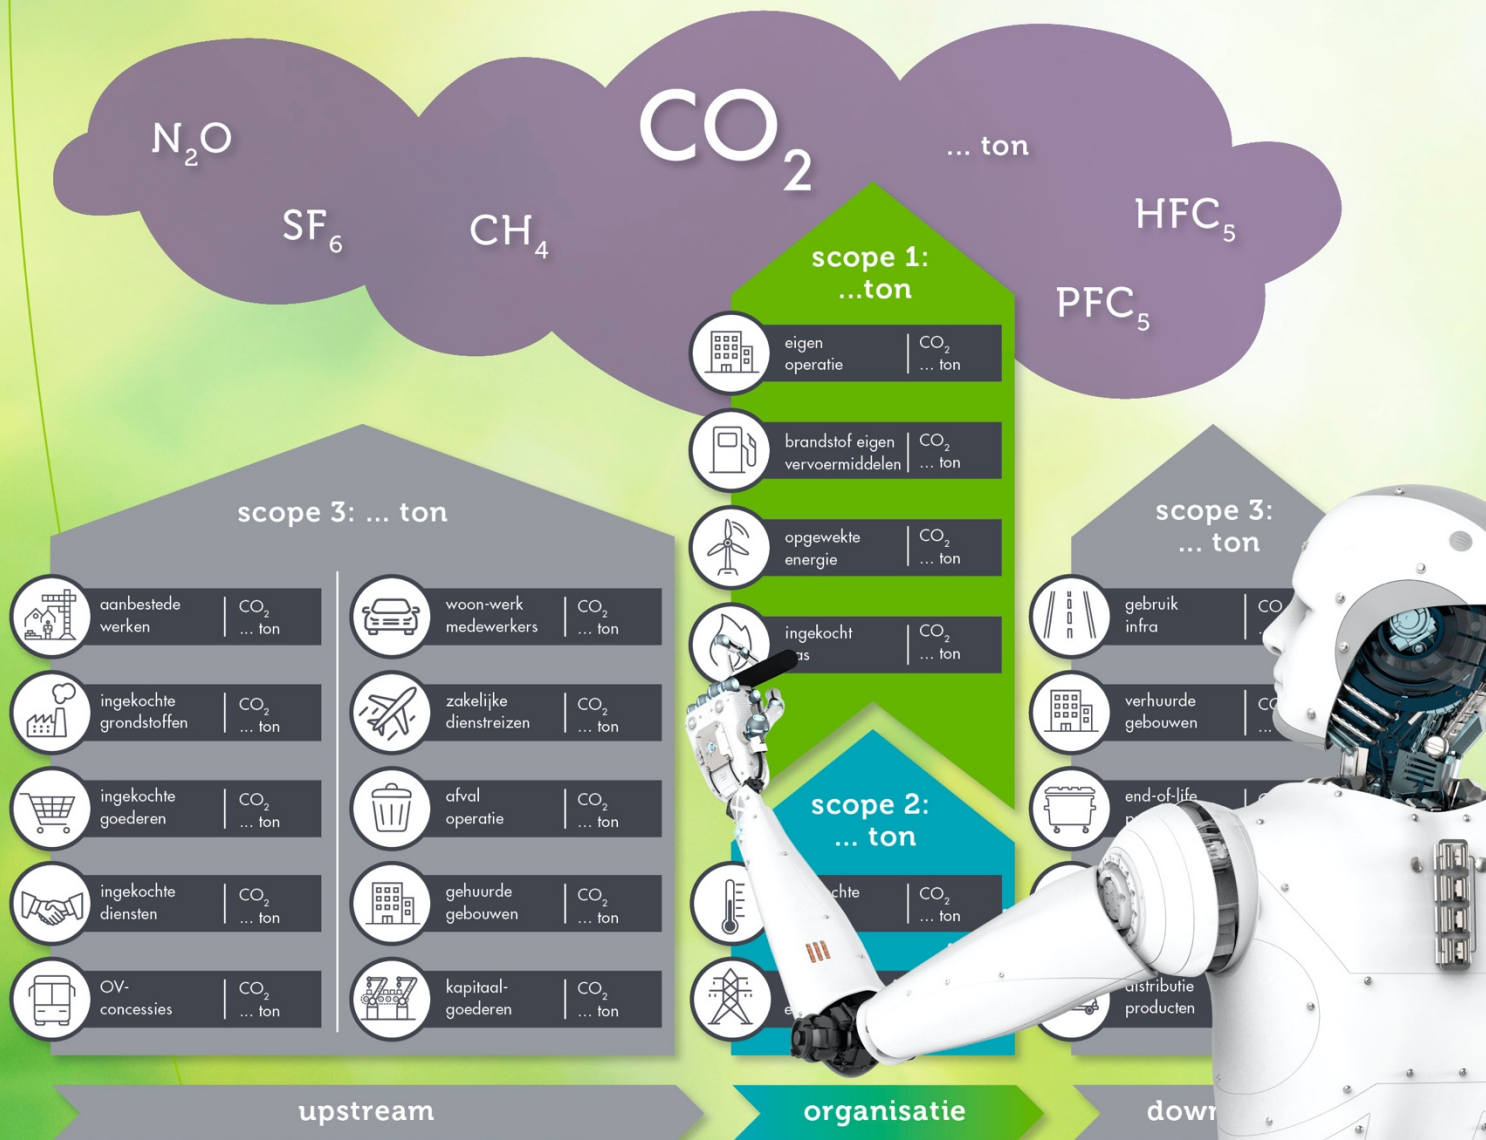 N₂O
SF₆
CH₄
CO₂
... ton
HFC₅
PFC₅
scope 3: ... ton
aanbestede
werken
CO₂
... ton
ingekochte
grondstoffen
CO₂
... ton
ingekochte
goederen
CO₂
... ton
ingekochte
diensten
CO₂
... ton
OV-
concessies
CO₂
... ton
woon-werk
medewerkers
CO₂
... ton
zakelijke
dienstreizen
CO₂
... ton
afval
operatie
CO₂
... ton
gehuurde
gebouwen
CO₂
... ton
kapitaal-
goederen
CO₂
... ton
upstream
scope 1:
...ton
eigen
operatie
CO₂
... ton
brandstof eigen
vervoermiddelen
CO₂
... ton
opgewekte
energie
CO₂
... ton
ingekocht
CO₂
... ton
scope 2:
... ton
CO₂
... ton
organisatie
scope 3:
... ton
gebruik
infra
CO
verhuurde
gebouwen
end-of-life
distributie
producten